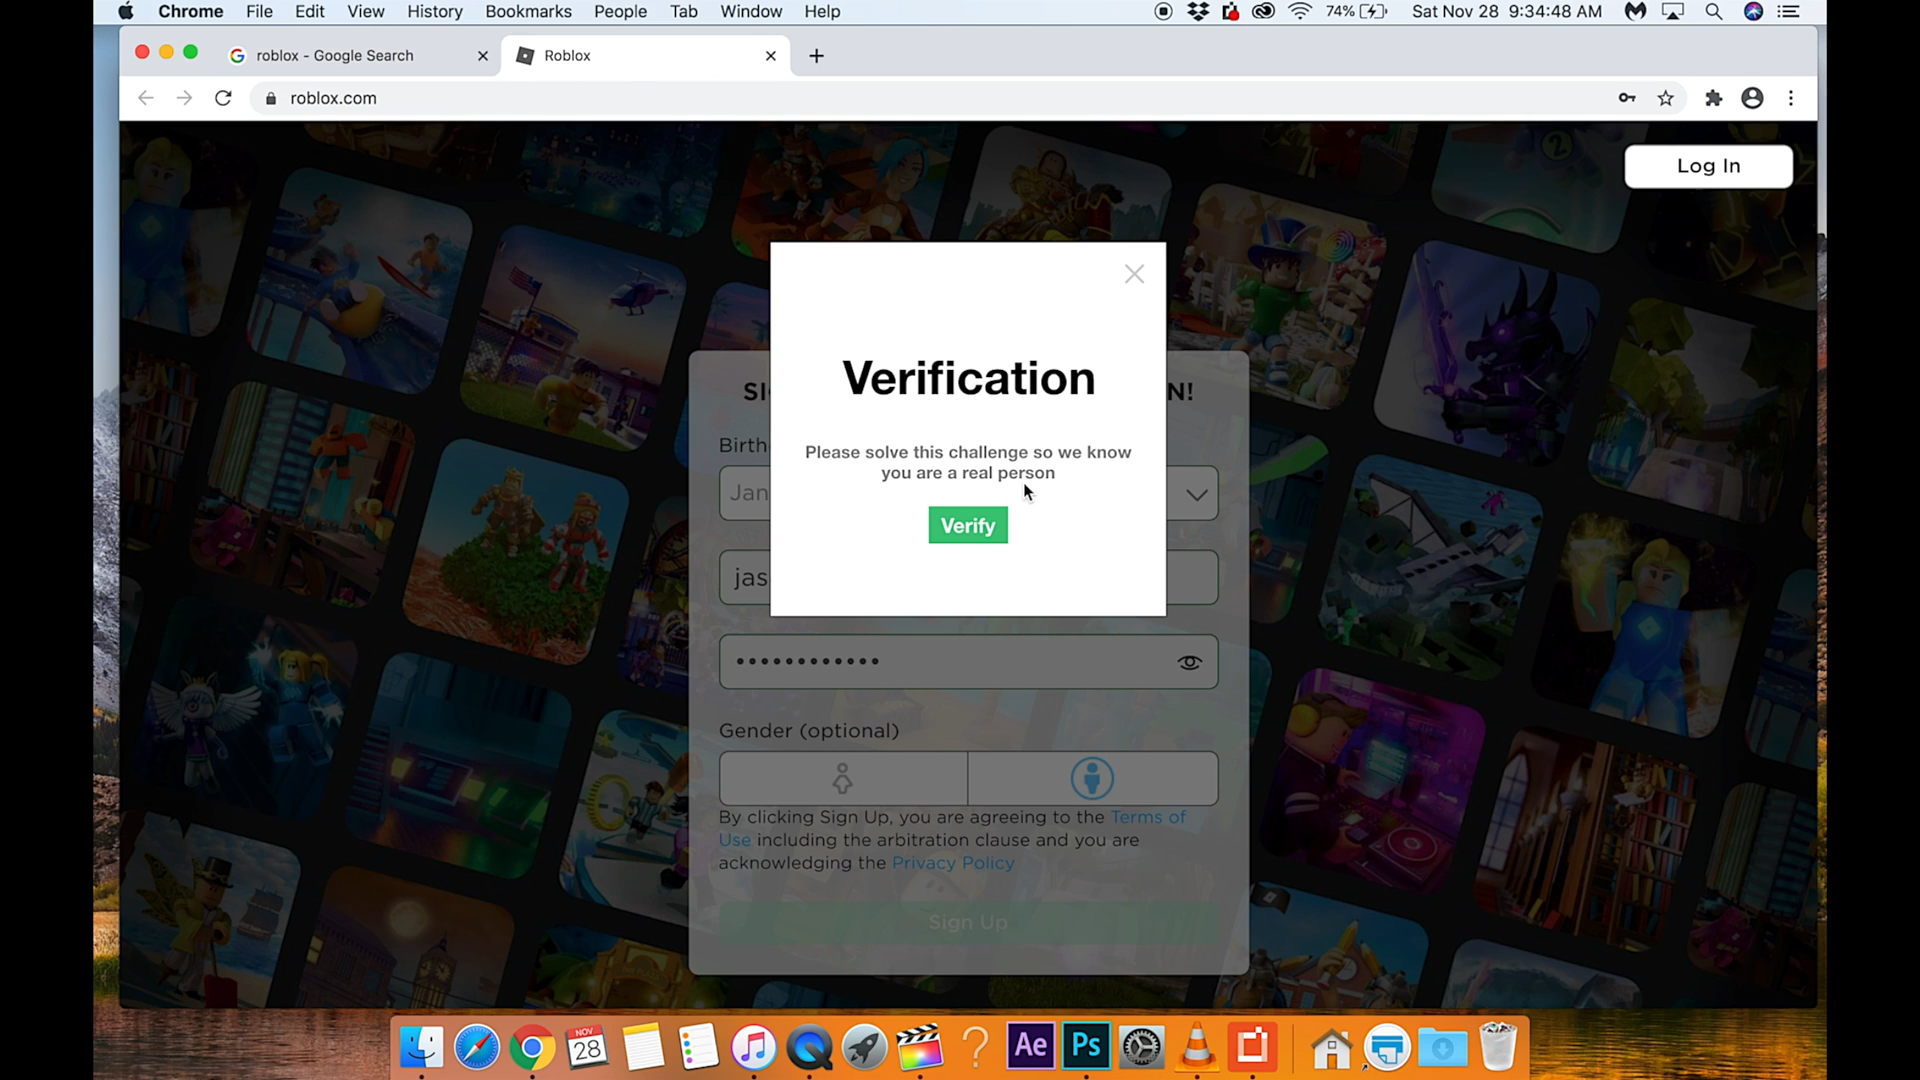 Chrome File Edit View History Bookmarks People Tab Window Help 74% Sat Nov 28 9:34:48 AM
roblox - Google Search Roblox
roblox.com
Log In
Verification
Please solve this challenge so we know
you are a real person
Verify
SI N!
Birth
Jan
jas
Gender (optional)
By clicking Sign Up, you are agreeing to the Terms of
Use including the arbitration clause and you are
acknowledging the Privacy Policy
Sign Up
NOV
28
Ae
Ps